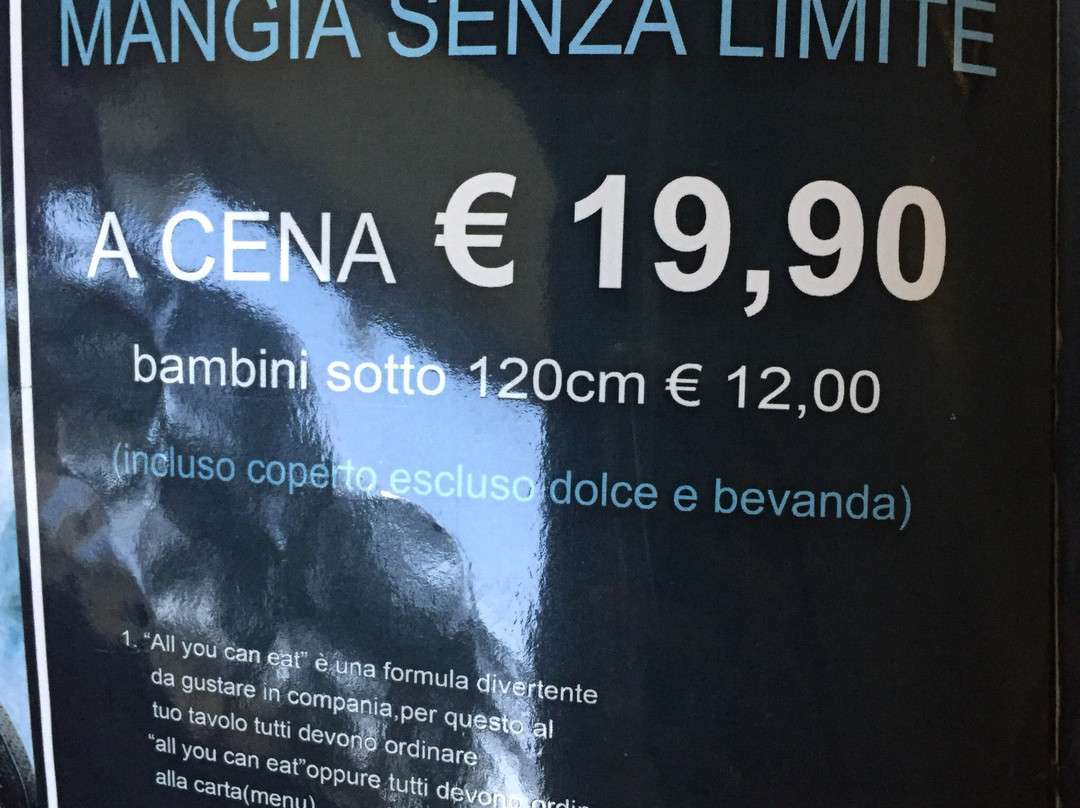 MANGIA SENZA LIMITE
A CENA € 19,90
bambini sotto 120cm € 12,00
(incluso coperto escluso dolce e bevanda)
1. “All you can eat” è una formula divertente
da gustare in compania,per questo al
tuo tavolo tutti devono ordinare
“all you can eat”oppure tutti devono
alla carta(menu)